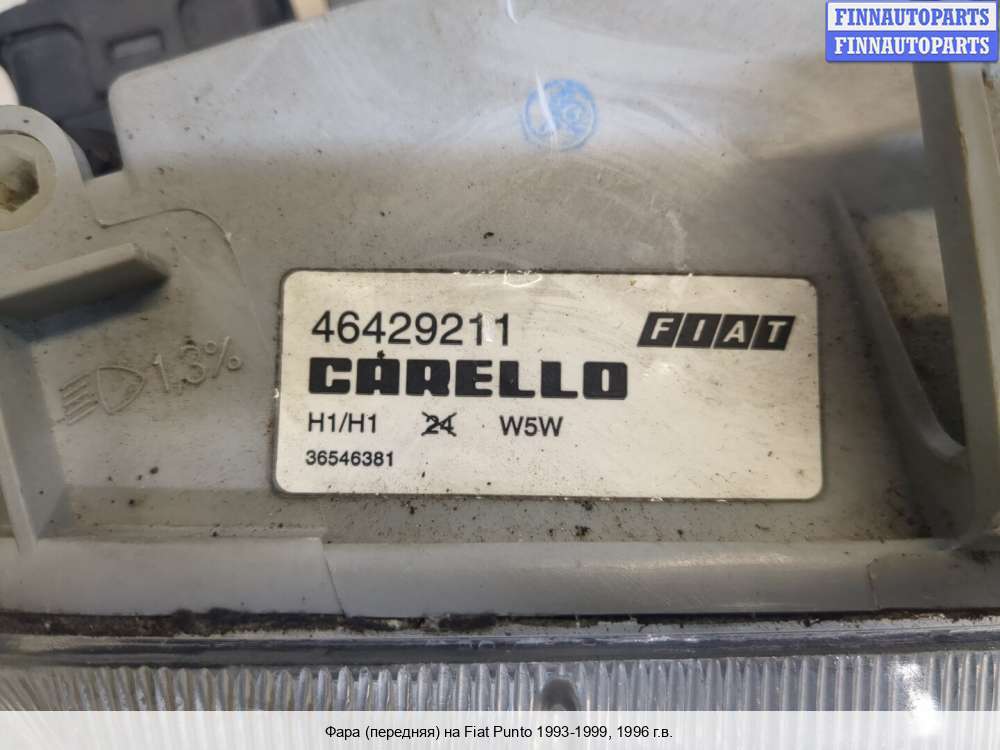 FINNAUTOPARTS
FINNAUTOPARTS
46429211
FIAT
CARELLO
H1/H1 24 W5W
36546381
1,3%
Фара (передняя) на Fiat Punto 1993-1999, 1996 г.в.